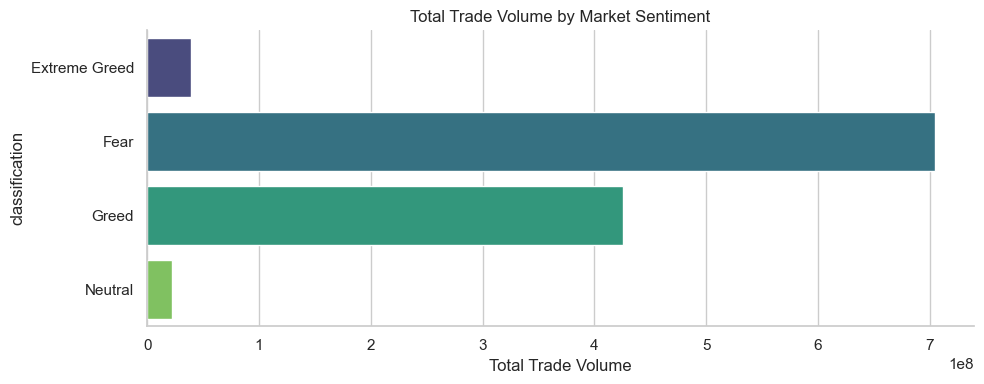 Total Trade Volume by Market Sentiment
classification
Extreme Greed
Fear
Greed
Neutral
0 1 2 3 4 5 6 7
1e8
Total Trade Volume